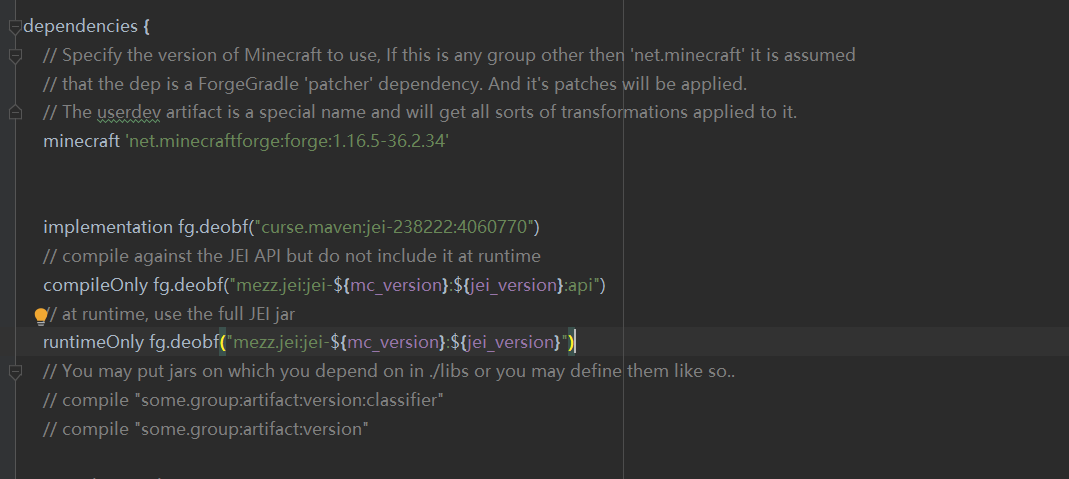 dependencies {
// Specify the version of Minecraft to use, If this is any group other then 'net.minecraft' it is assumed
// that the dep is a ForgeGradle 'patcher' dependency. And it's patches will be applied.
// The userdev artifact is a special name and will get all sorts of transformations applied to it.
minecraft 'net.minecraftforge:forge:1.16.5-36.2.34'
implementation fg.deobf("curse.maven:jei-238222:4060770")
// compile against the JEI API but do not include it at runtime
compileOnly fg.deobf("mezz.jei:jei-${mc_version}:${jei_version}:api")
// at runtime, use the full JEI jar
runtimeOnly fg.deobf("mezz.jei:jei-${mc_version}:${jei_version}")
// You may put jars on which you depend on in ./libs or you may define them like so..
// compile "some.group:artifact:version:classifier"
// compile "some.group:artifact:version"